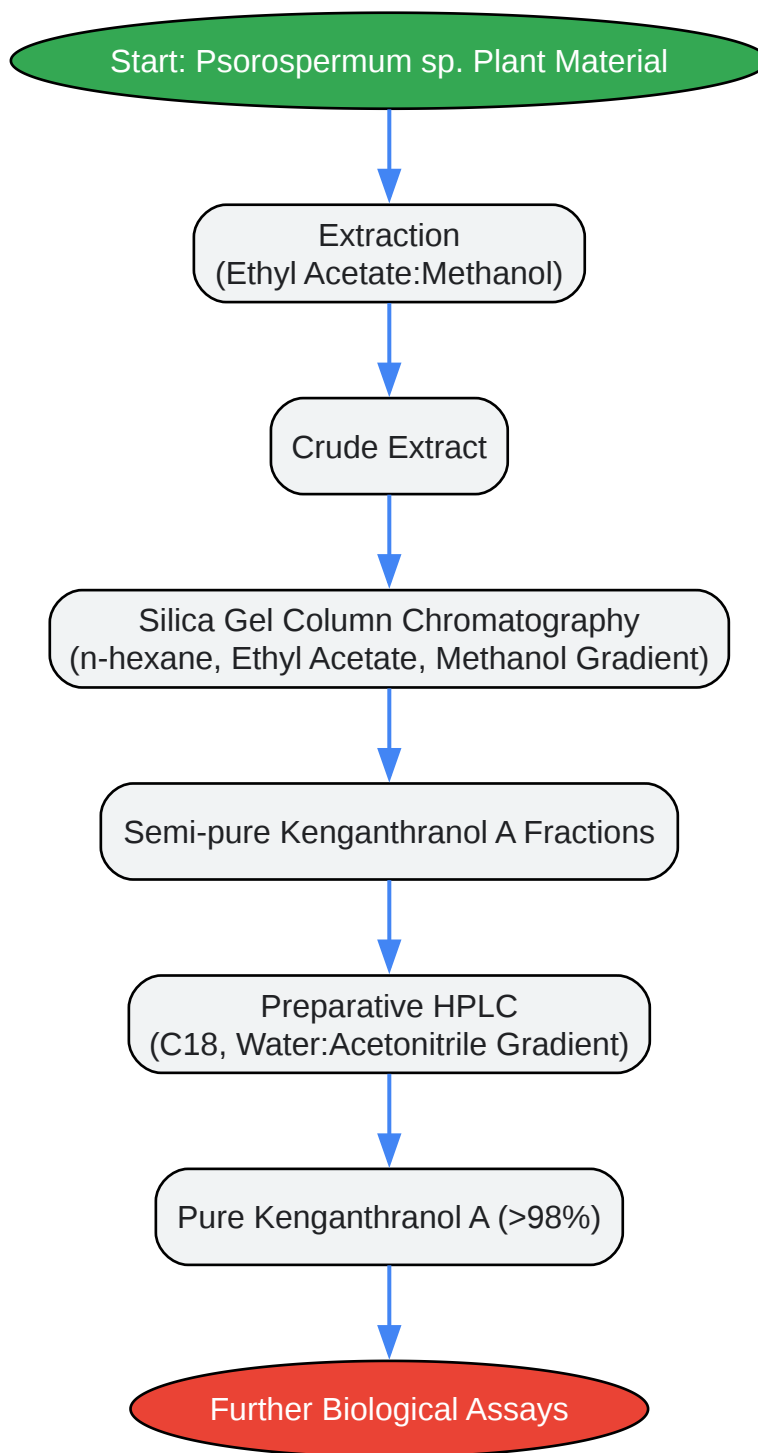 Start: Psorospermum sp. Plant Material
Extraction
(Ethyl Acetate:Methanol)
Crude Extract
Silica Gel Column Chromatography
(n-hexane, Ethyl Acetate, Methanol Gradient)
Semi-pure Kenganthranol A Fractions
Preparative HPLC
(C18, Water:Acetonitrile Gradient)
Pure Kenganthranol A (>98%)
Further Biological Assays